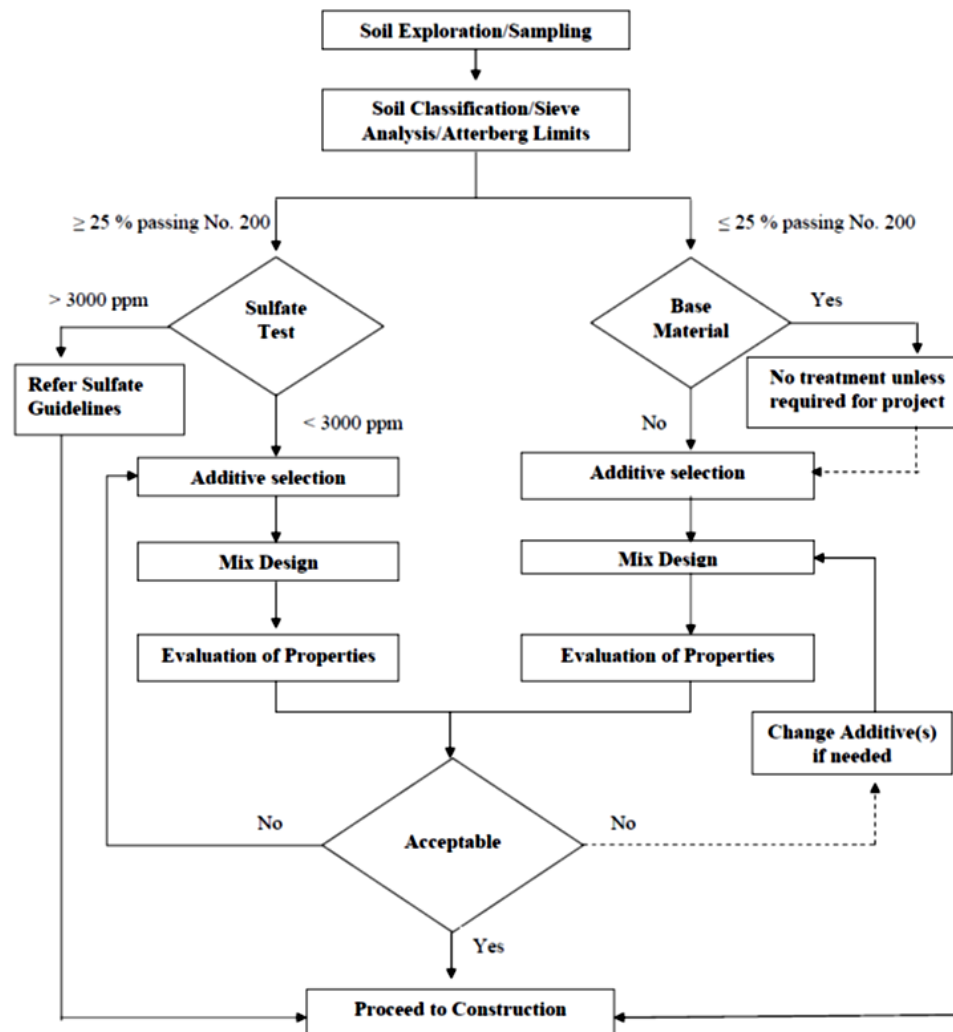 Soil Exploration/Sampling
Soil Classification/Sieve
Analysis/Atterberg Limits
≥ 25 % passing No. 200
≤ 25 % passing No. 200
> 3000 ppm
Sulfate
Test
Base
Material
Yes
Refer Sulfate
Guidelines
No treatment unless
required for project
< 3000 ppm
No
Additive selection
Additive selection
Mix Design
Mix Design
Evaluation of Properties
Evaluation of Properties
Change Additive(s)
if needed
No
Acceptable
No
Yes
Proceed to Construction